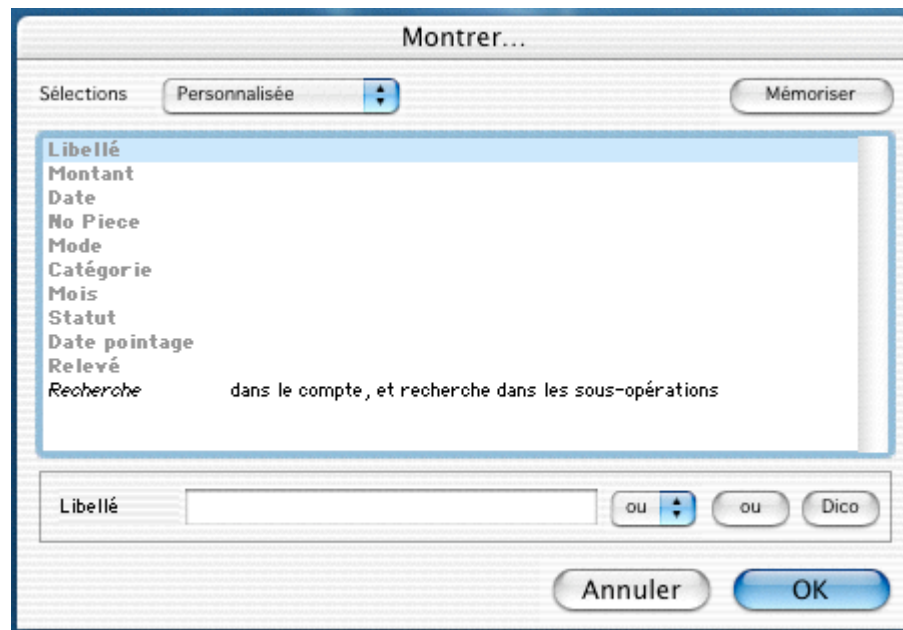 Montrer...
Sélections Personnalisée Mémoriser
Libellé
Montant
Date
No Piece
Mode
Catégorie
Mois
Statut
Date pointage
Relevé
Recherche dans le compte, et recherche dans les sous-opérations
Libellé ou ou Dico
Annuler OK